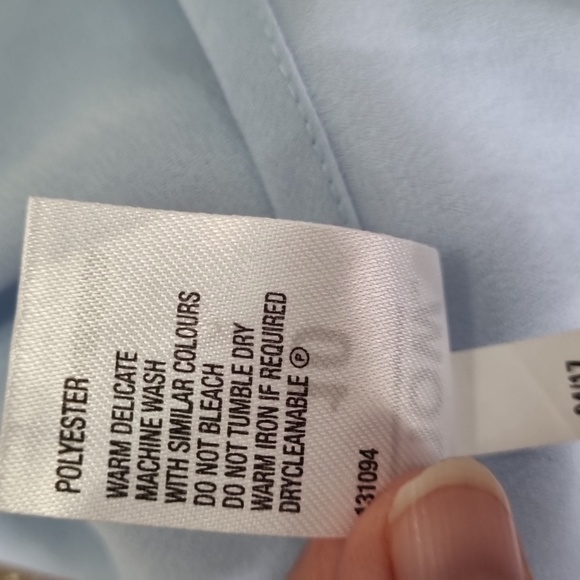 POLYESTER
WARM DELICATE
MACHINE WASH
WITH SIMILAR COLOURS
DO NOT BLEACH
DO NOT TUMBLE DRY
WARM IRON IF REQUIRED
DRYCLEANABLE Ⓟ
131094